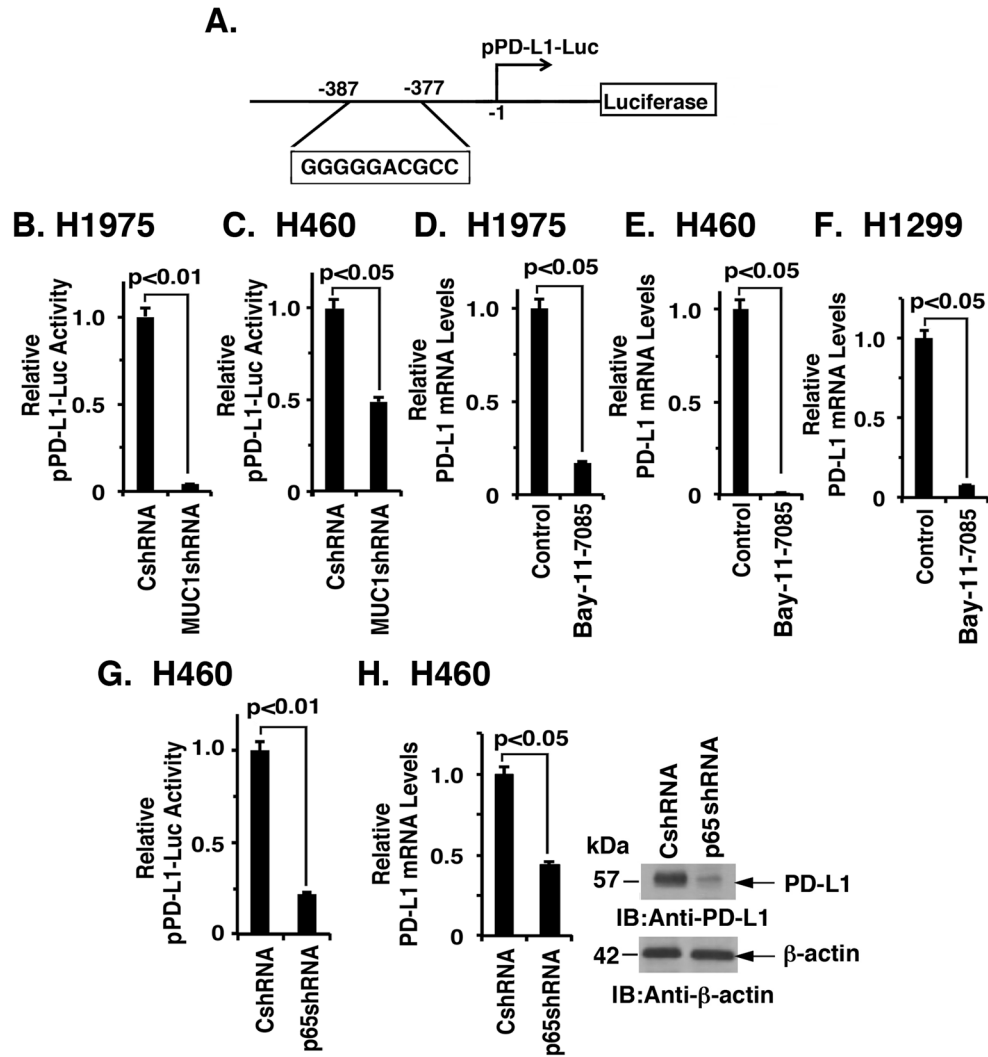 A.
pPD-L1-Luc
-387
-377
-1
Luciferase
GGGGGACGCC
B. H1975
p<0.01
Relative
pPD-L1-Luc Activity
1.0
0.5
0
CshRNA
MUC1shRNA
C. H460
p<0.05
Relative
pPD-L1-Luc Activity
1.0
0.5
0
CshRNA
MUC1shRNA
D. H1975
p<0.05
Relative
PD-L1 mRNA Levels
1.0
0.5
0
Control
Bay-11-7085
E. H460
p<0.05
Relative
PD-L1 mRNA Levels
1.0
0.5
0
Control
Bay-11-7085
F. H1299
p<0.05
Relative
PD-L1 mRNA Levels
1.0
0.5
0
Control
Bay-11-7085
G. H460
p<0.01
Relative
pPD-L1-Luc Activity
1.0
0.5
0
CshRNA
p65shRNA
H. H460
p<0.05
Relative
PD-L1 mRNA Levels
1.0
0.5
0
CshRNA
p65shRNA
CshRNA
p65shRNA
kDa
57
PD-L1
IB:Anti-PD-L1
42
β-actin
IB:Anti-β-actin